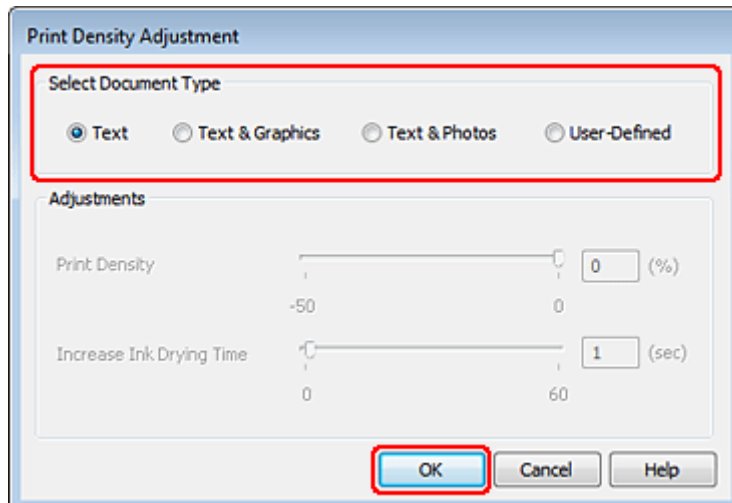 Print Density Adjustment
Select Document Type
Text Text & Graphics Text & Photos User-Defined
Adjustments
Print Density 0 (%)
-50 0
Increase Ink Drying Time 1 (sec)
0 60
OK Cancel Help